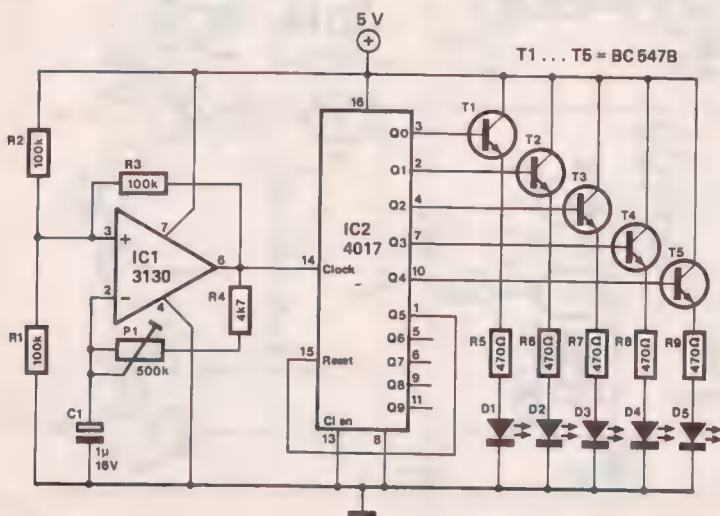 5 V
T1 ... T5 = BC547B
16
R2
100k
R3
100k
3
+
7
IC1
3130
6
2
−
4
R4
4k7
P1
500k
R1
100k
C1
1µ
16V
14
Clock
IC2
4017
15
Reset
Cl en
13
8
Q0
3
Q1
2
Q2
4
Q3
7
Q4
10
Q5
1
Q6
5
Q7
6
Q8
9
Q9
11
T1
T2
T3
T4
T5
R5
470Ω
R6
470Ω
R7
470Ω
R8
470Ω
R9
470Ω
D1
D2
D3
D4
D5